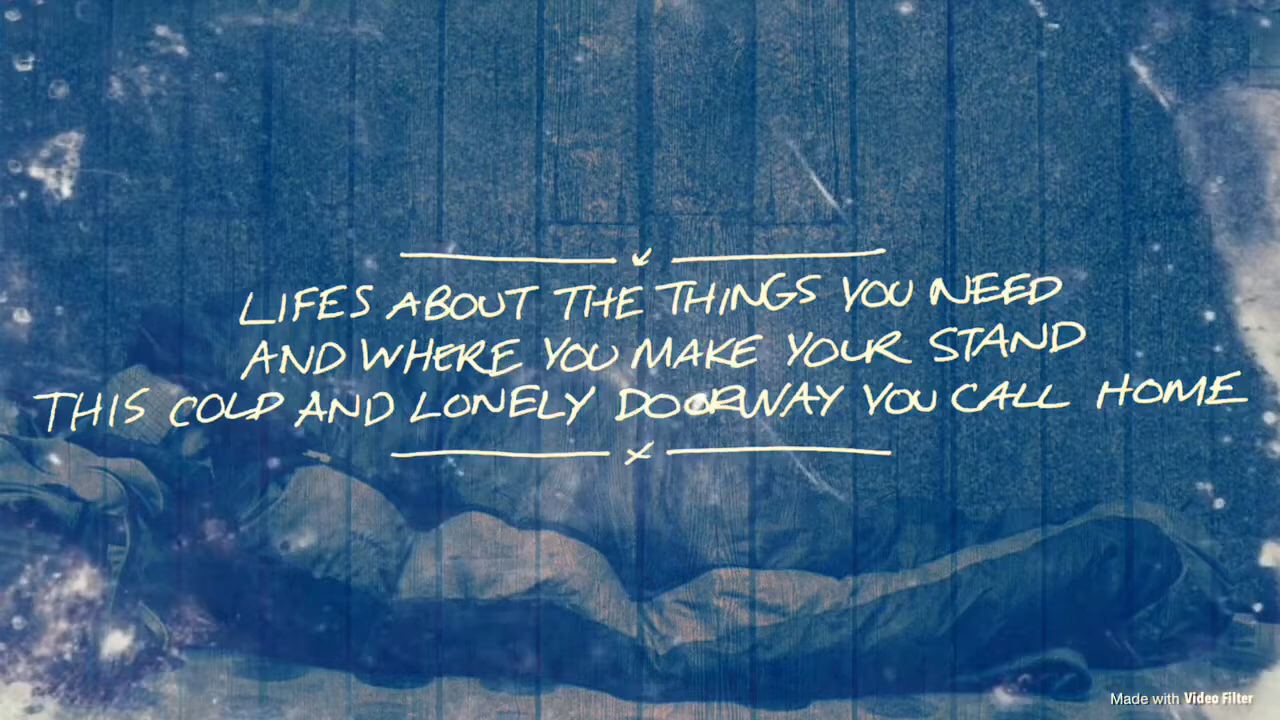 LIFES ABOUT THE THINGS YOU NEED
AND WHERE YOU MAKE YOUR STAND
THIS COLD AND LONELY DOORWAY YOU CALL HOME
Made with Video Filter